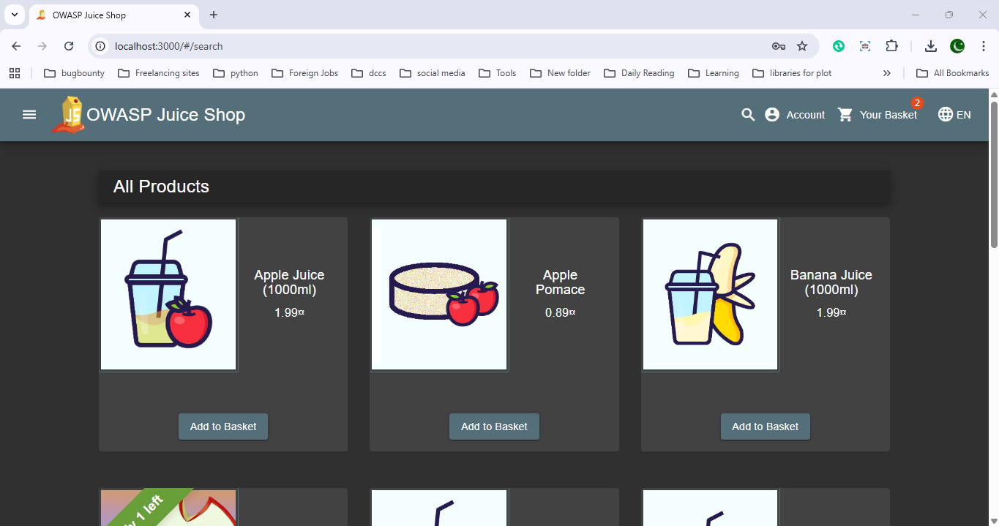 OWASP Juice Shop
localhost:3000/#/search
bugbounty
Freelancing sites
python
Foreign Jobs
dccs
social media
Tools
New folder
Daily Reading
Learning
libraries for plot
»
All Bookmarks
JS
OWASP Juice Shop
Account
Your Basket
2
EN
All Products
Apple Juice
(1000ml)
1.99¤
Add to Basket
Apple
Pomace
0.89¤
Add to Basket
Banana Juice
(1000ml)
1.99¤
Add to Basket
1 left